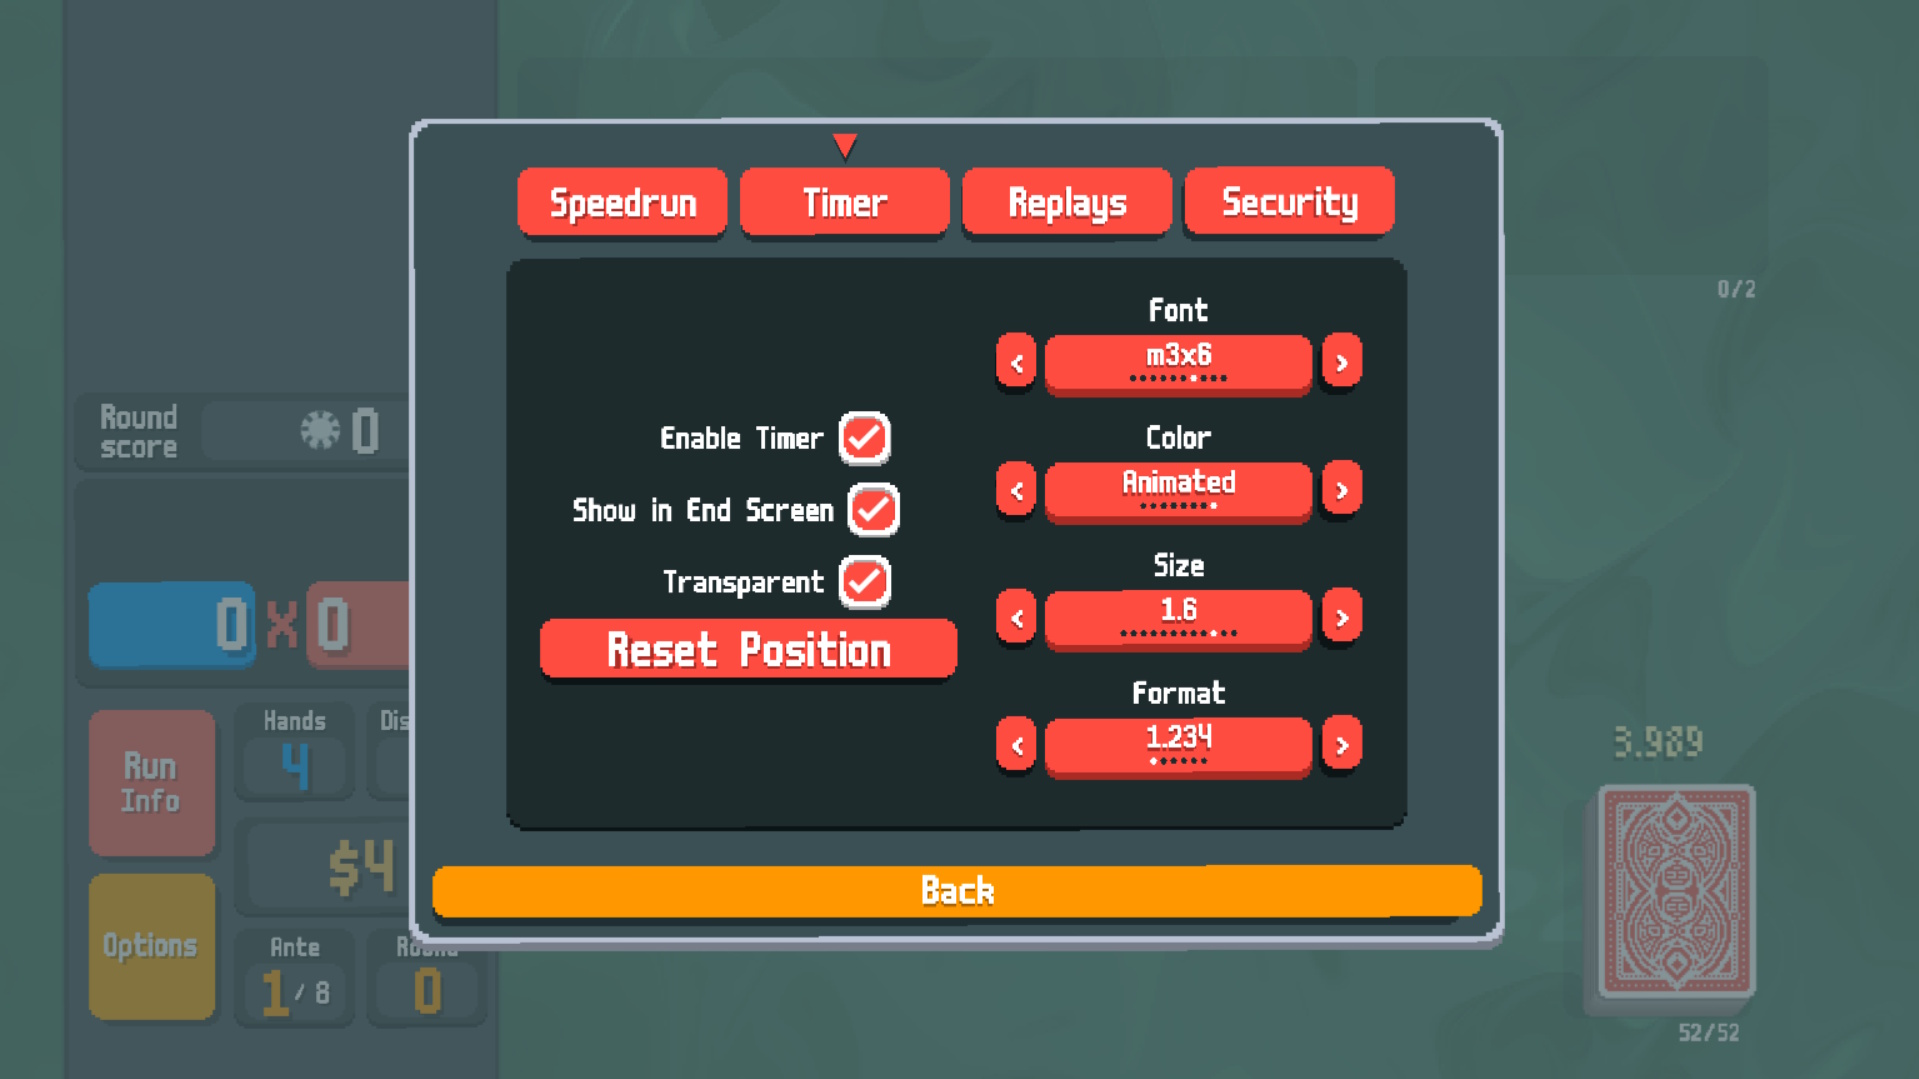 Speedrun
Timer
Replays
Security
Font
<
m3x6
>
Color
<
Animated
>
Size
<
1.6
>
Format
<
1.234
>
Enable Timer
Show in End Screen
Transparent
Reset Position
Back
Round
score
0
0 X 0
Run
Info
Options
Hands
4
Dis
$4
Ante
1 / 8
Round
0
0/2
3.989
52/52